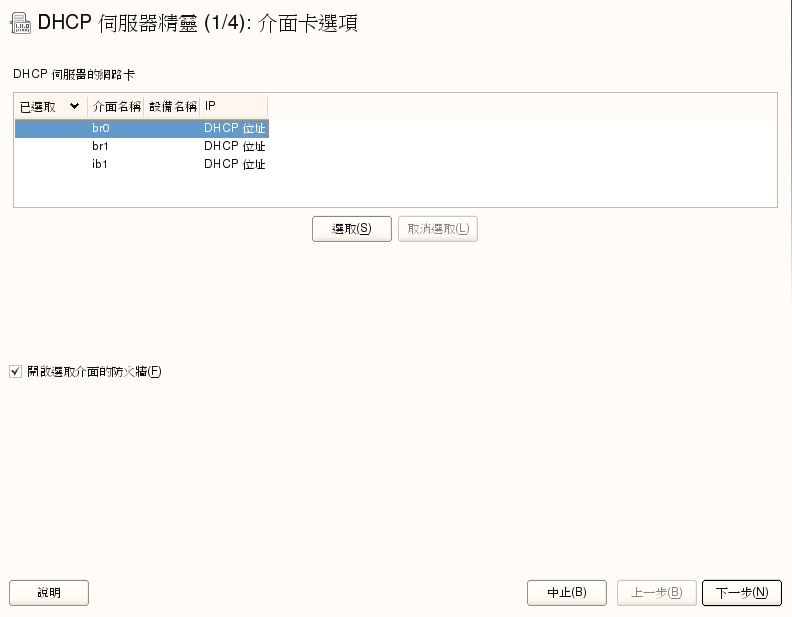 DHCP 伺服器精靈 (1/4): 介面卡選項
DHCP 伺服器的網路卡
已選取 介面名稱 設備名稱 IP
br0 DHCP 位址
br1 DHCP 位址
ib1 DHCP 位址
選取(S) 取消選取(L)
開啟選取介面的防火牆(F)
說明 中止(B) 上一步(B) 下一步(N)